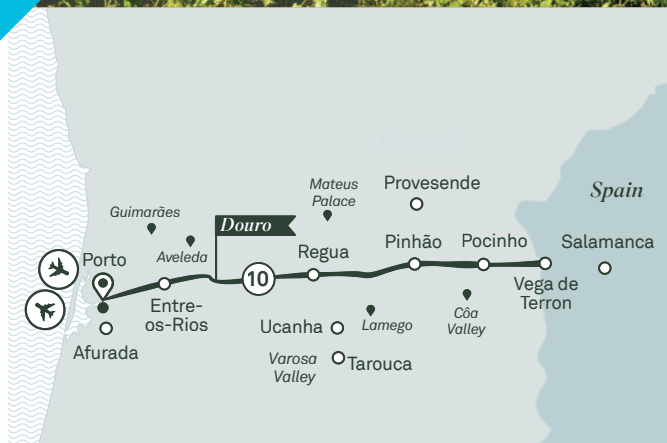 Mateus
Palace
Provesende
Spain
Guimarães
Douro
Aveleda
Regua
Pinhão
Pocinho
Salamanca
Porto
10
Entre-
os-Rios
Vega de
Terron
Afurada
Ucanha
Lamego
Côa
Valley
Varosa
Valley
Tarouca